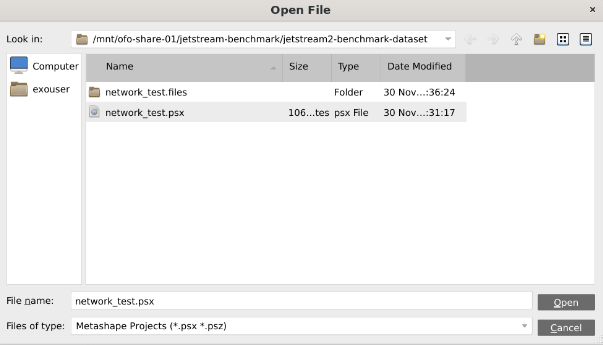 Open File
×
Look in: /mnt/ofo-share-01/jetstream-benchmark/jetstream2-benchmark-dataset
Computer
exouser
Name Size Type Date Modified
network_test.files Folder 30 Nov...:36:24
network_test.psx 106...tes psx File 30 Nov...:31:17
File name: network_test.psx
Open
Files of type: Metashape Projects (*.psx *.psz)
Cancel